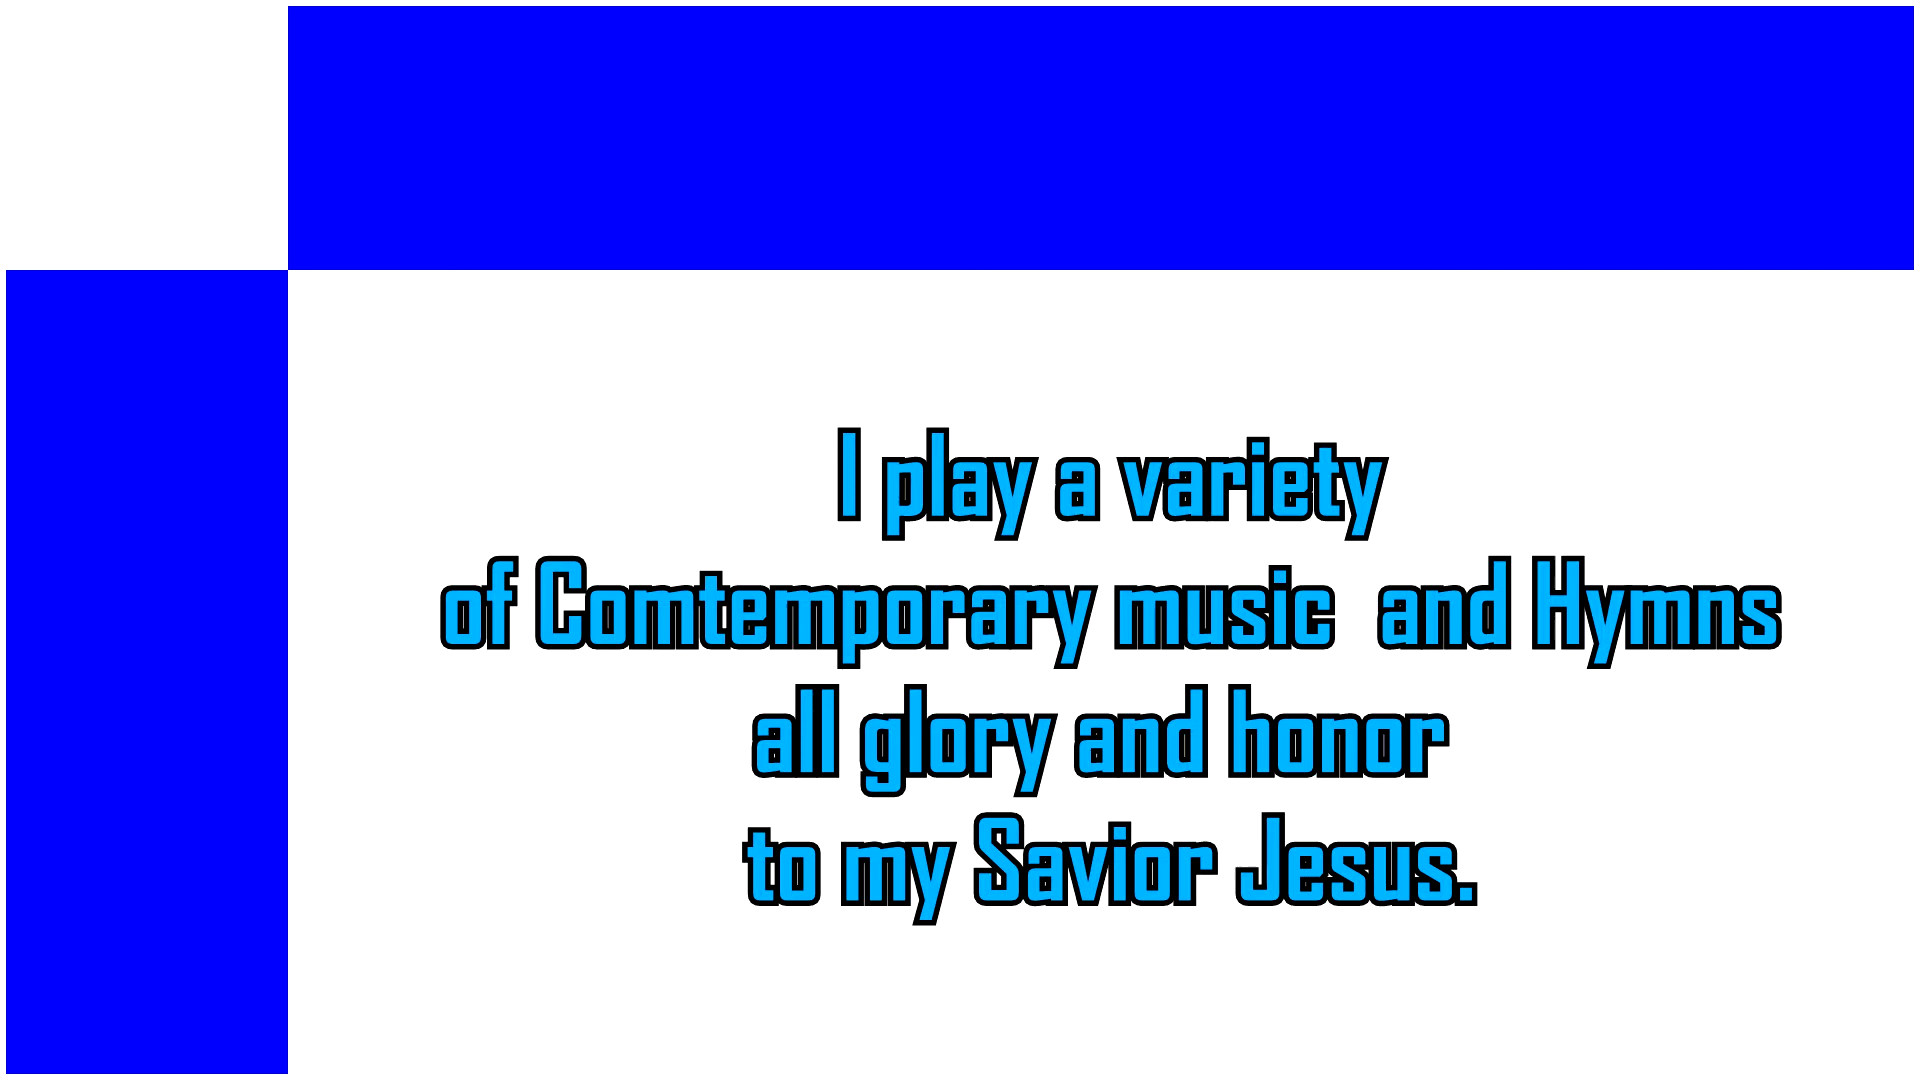 I play a variety
of Comtemporary music  and Hymns
all glory and honor
to my Savior Jesus.